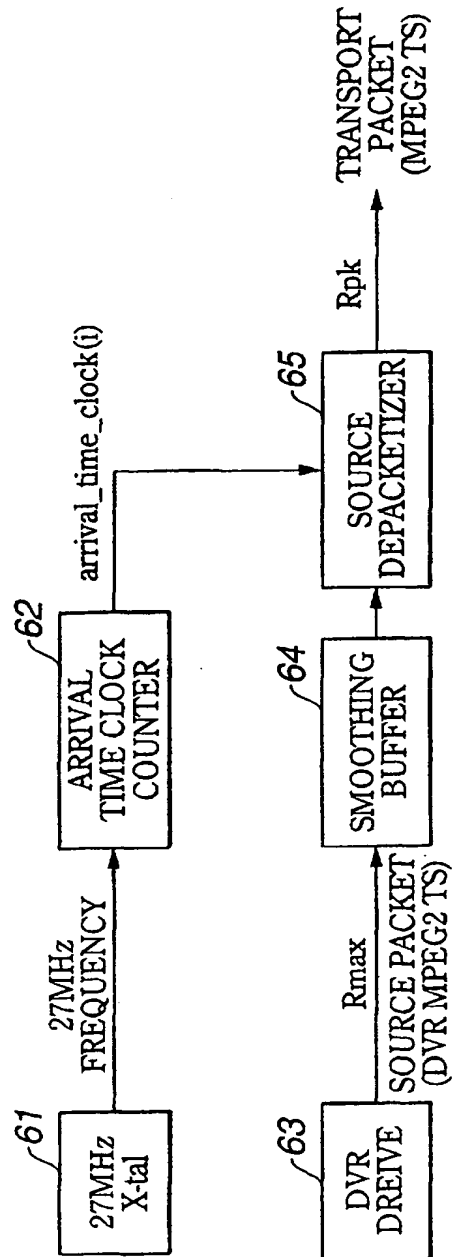 61
27MHz
X-tal
27MHz
FREQUENCY
62
ARRIVAL
TIME CLOCK
COUNTER
arrival_time_clock(i)
63
DVR
DREIVE
Rmax
SOURCE PACKET
(DVR MPEG2 TS)
64
SMOOTHING
BUFFER
65
SOURCE
DEPACKETIZER
Rpk
TRANSPORT
PACKET
(MPEG2 TS)